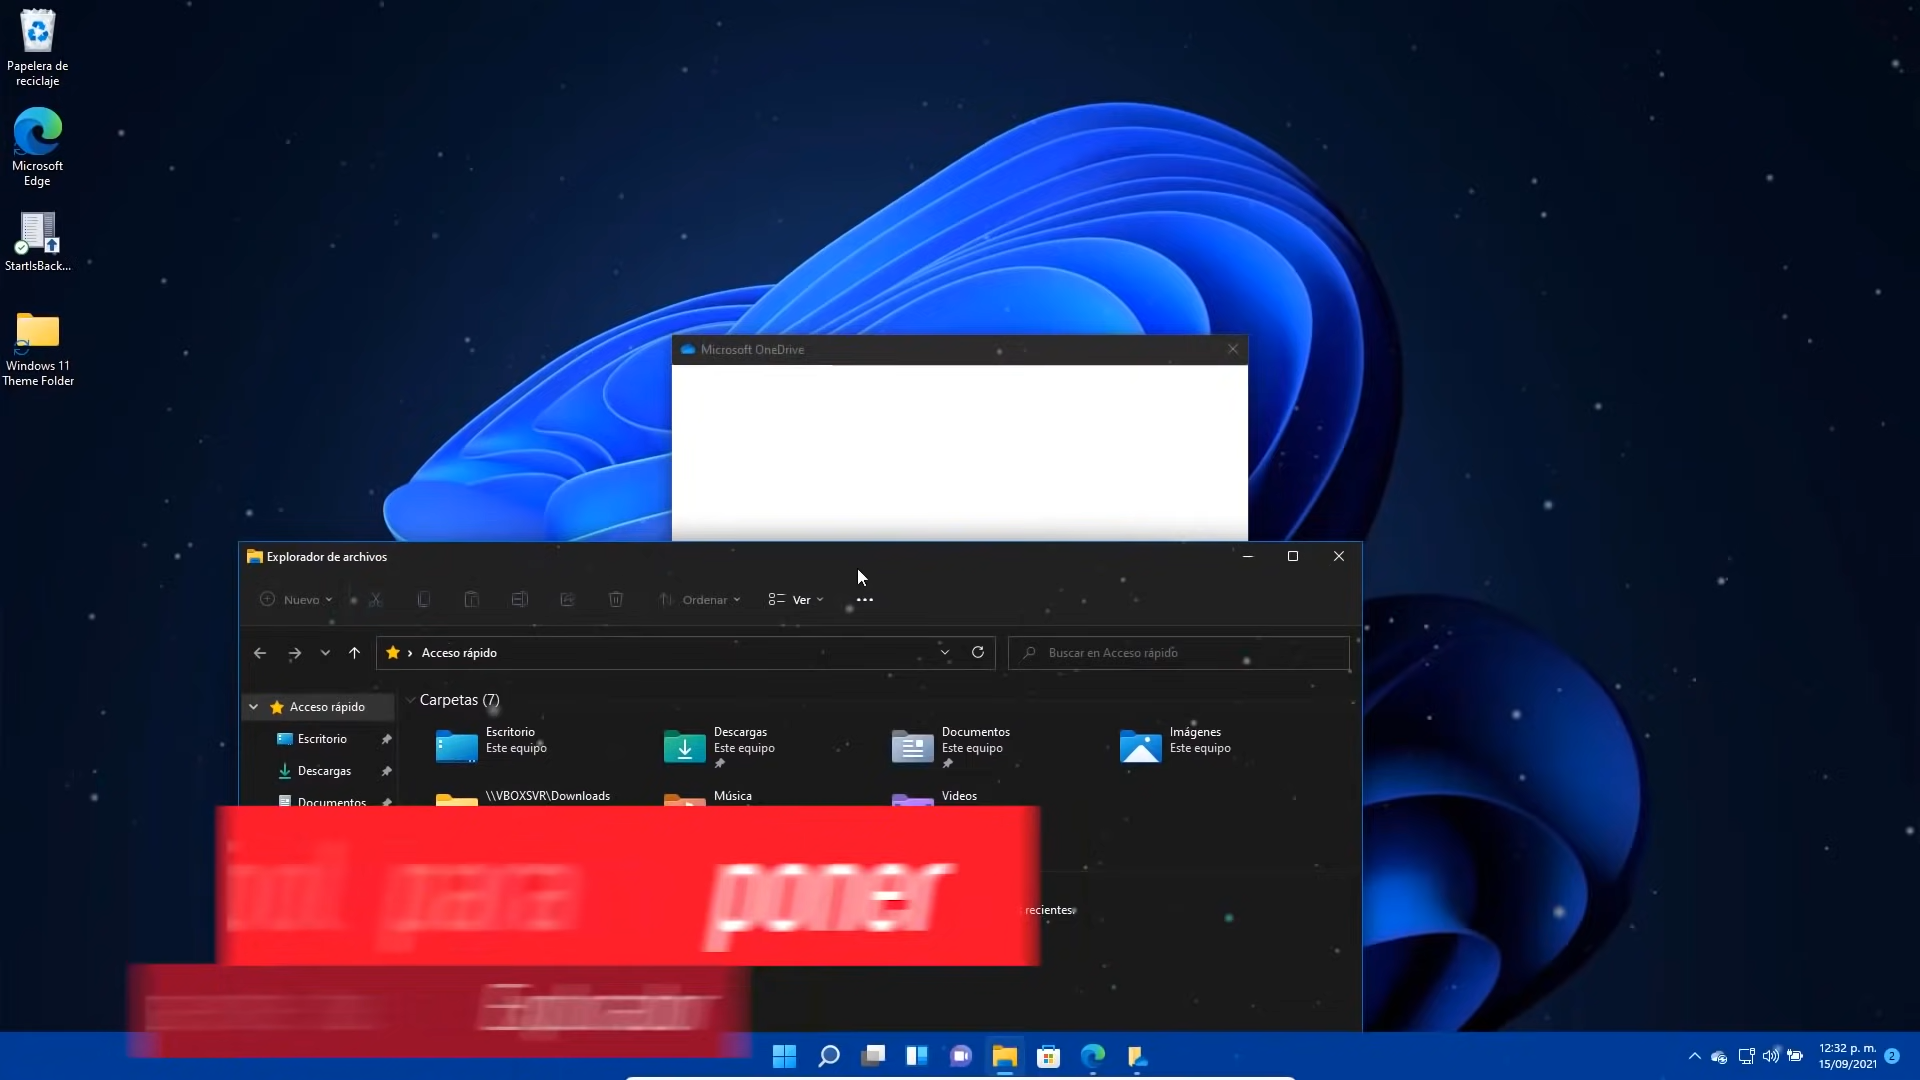 Papelera de
reciclaje
Microsoft
Edge
StartIsBack...
Windows 11
Theme Folder
Microsoft OneDrive
Explorador de archivos
Nuevo
Ordenar
Ver
Acceso rápido
Buscar en Acceso rápido
Acceso rápido
Escritorio
Descargas
Documentos
Carpetas (7)
Escritorio
Este equipo
Descargas
Este equipo
Documentos
Este equipo
Imágenes
Este equipo
\\VBOXSVR\Downloads
Música
Videos
recientes
para poner
12:32 p. m.
15/09/2021
2